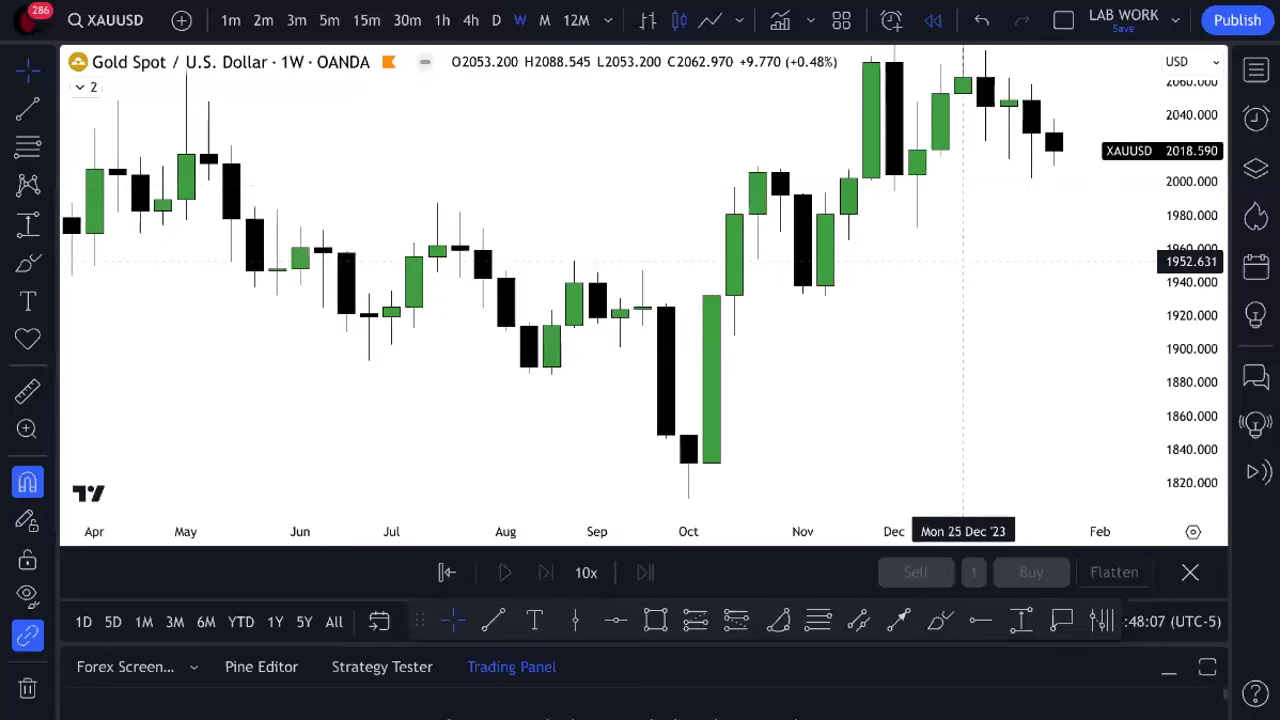 286
XAUUSD 1m 2m 3m 5m 15m 30m 1h 4h D W M 12M LAB WORK Save Publish
Gold Spot / U.S. Dollar · 1W · OANDA O2053.200 H2088.545 L2053.200 C2062.970 +9.770 (+0.48%) USD
2
2060.000
2040.000
XAUUSD 2018.590
2000.000
1980.000
1960.000
1952.631
1940.000
1920.000
1900.000
1880.000
1860.000
1840.000
1820.000
Apr May Jun Jul Aug Sep Oct Nov Dec Mon 25 Dec '23 Feb
10x Sell 1 Buy Flatten
1D 5D 1M 3M 6M YTD 1Y 5Y All :48:07 (UTC-5)
Forex Screen... Pine Editor Strategy Tester Trading Panel